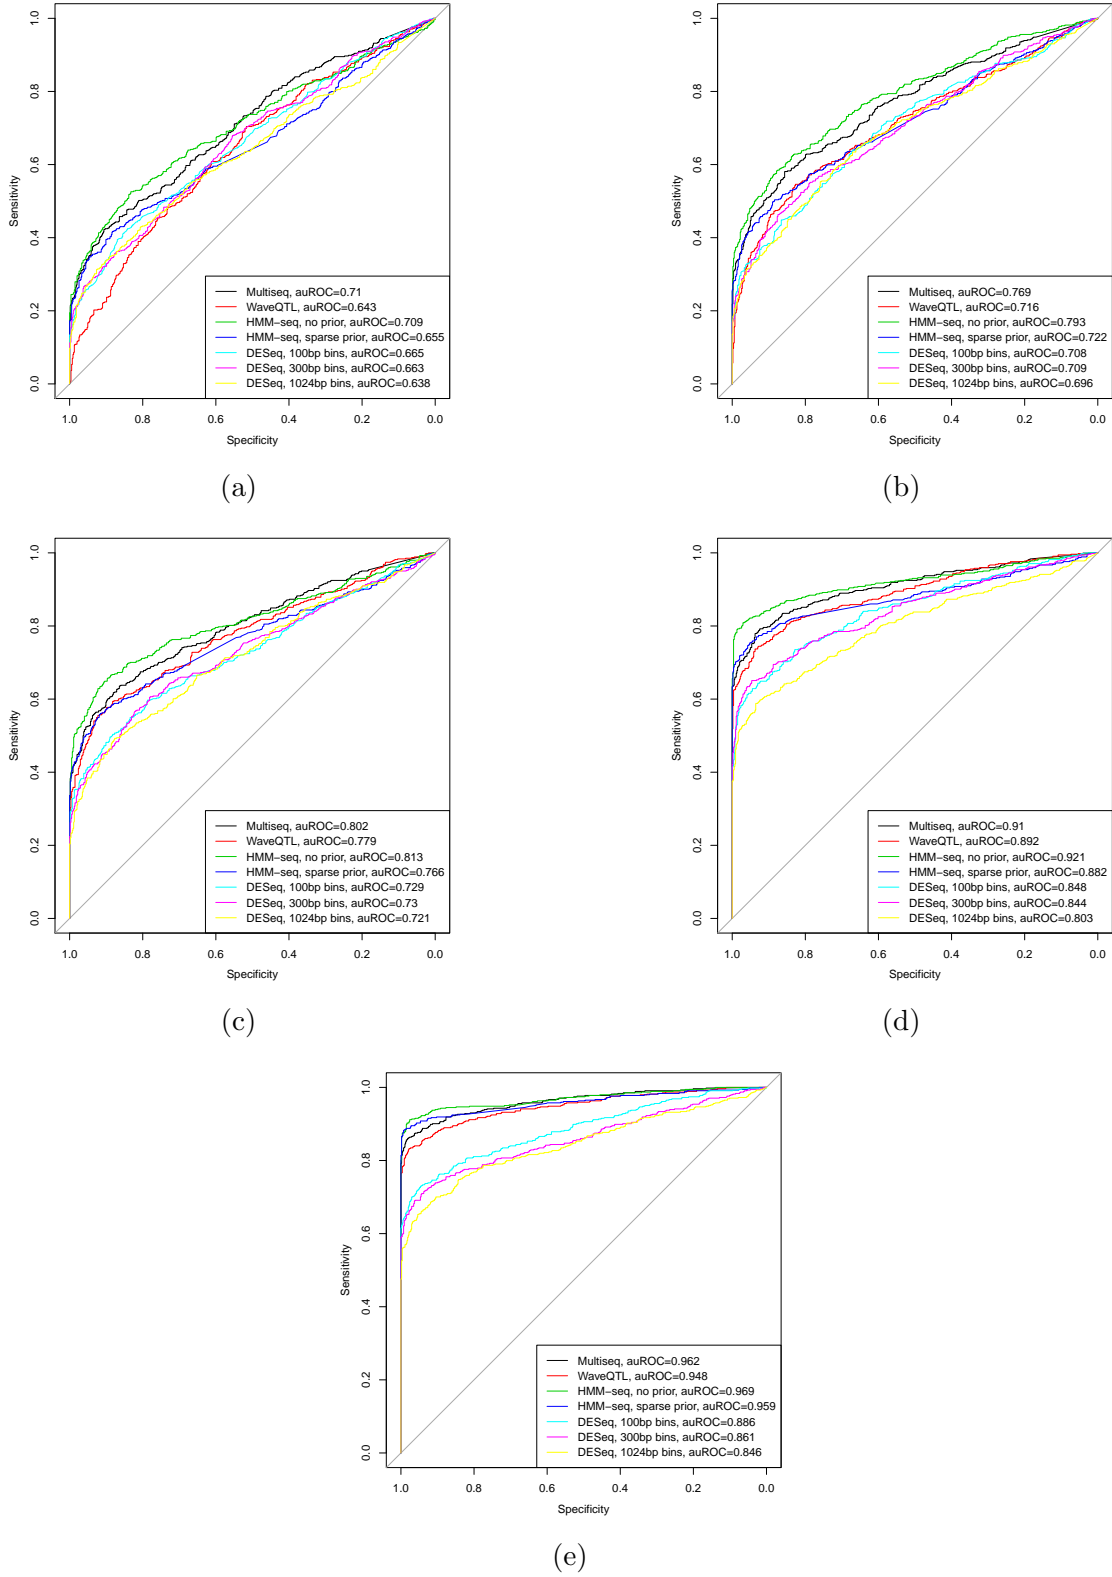 1.0
0.8
0.6
0.4
0.2
0.0
Sensitivity
Multiseq, auROC=0.71
WaveQTL, auROC=0.643
HMM−seq, no prior, auROC=0.709
HMM−seq, sparse prior, auROC=0.655
DESeq, 100bp bins, auROC=0.665
DESeq, 300bp bins, auROC=0.663
DESeq, 1024bp bins, auROC=0.638
1.0 0.8 0.6 0.4 0.2 0.0
Specificity
(a)
1.0
0.8
0.6
0.4
0.2
0.0
Sensitivity
Multiseq, auROC=0.769
WaveQTL, auROC=0.716
HMM−seq, no prior, auROC=0.793
HMM−seq, sparse prior, auROC=0.722
DESeq, 100bp bins, auROC=0.708
DESeq, 300bp bins, auROC=0.709
DESeq, 1024bp bins, auROC=0.696
1.0 0.8 0.6 0.4 0.2 0.0
Specificity
(b)
1.0
0.8
0.6
0.4
0.2
0.0
Sensitivity
Multiseq, auROC=0.802
WaveQTL, auROC=0.779
HMM−seq, no prior, auROC=0.813
HMM−seq, sparse prior, auROC=0.766
DESeq, 100bp bins, auROC=0.729
DESeq, 300bp bins, auROC=0.73
DESeq, 1024bp bins, auROC=0.721
1.0 0.8 0.6 0.4 0.2 0.0
Specificity
(c)
1.0
0.8
0.6
0.4
0.2
0.0
Sensitivity
Multiseq, auROC=0.91
WaveQTL, auROC=0.892
HMM−seq, no prior, auROC=0.921
HMM−seq, sparse prior, auROC=0.882
DESeq, 100bp bins, auROC=0.848
DESeq, 300bp bins, auROC=0.844
DESeq, 1024bp bins, auROC=0.803
1.0 0.8 0.6 0.4 0.2 0.0
Specificity
(d)
1.0
0.8
0.6
0.4
0.2
0.0
Sensitivity
Multiseq, auROC=0.962
WaveQTL, auROC=0.948
HMM−seq, no prior, auROC=0.969
HMM−seq, sparse prior, auROC=0.959
DESeq, 100bp bins, auROC=0.886
DESeq, 300bp bins, auROC=0.861
DESeq, 1024bp bins, auROC=0.846
1.0 0.8 0.6 0.4 0.2 0.0
Specificity
(e)